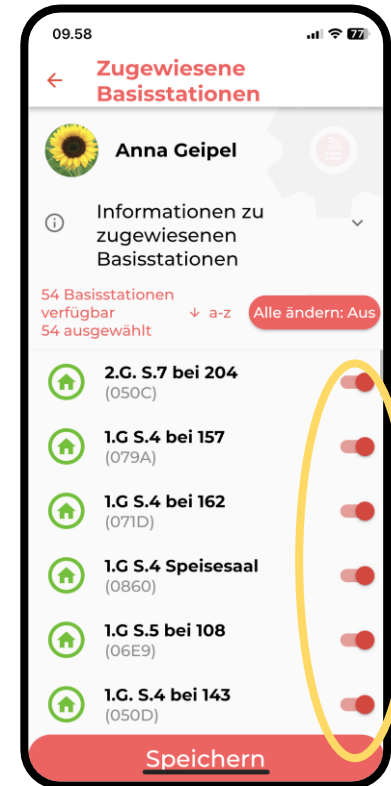 09.58
77
Zugewiesene
Basisstationen
Anna Geipel
Informationen zu
zugewiesenen
Basisstationen
54 Basisstationen
verfügbar
54 ausgewählt
a-z
Alle ändern: Aus
2.G. S.7 bei 204
(050C)
1.G S.4 bei 157
(079A)
1.G S.4 bei 162
(071D)
1.G S.4 Speisesaal
(0860)
1.G S.5 bei 108
(06E9)
1.G. S.4 bei 143
(050D)
Speichern